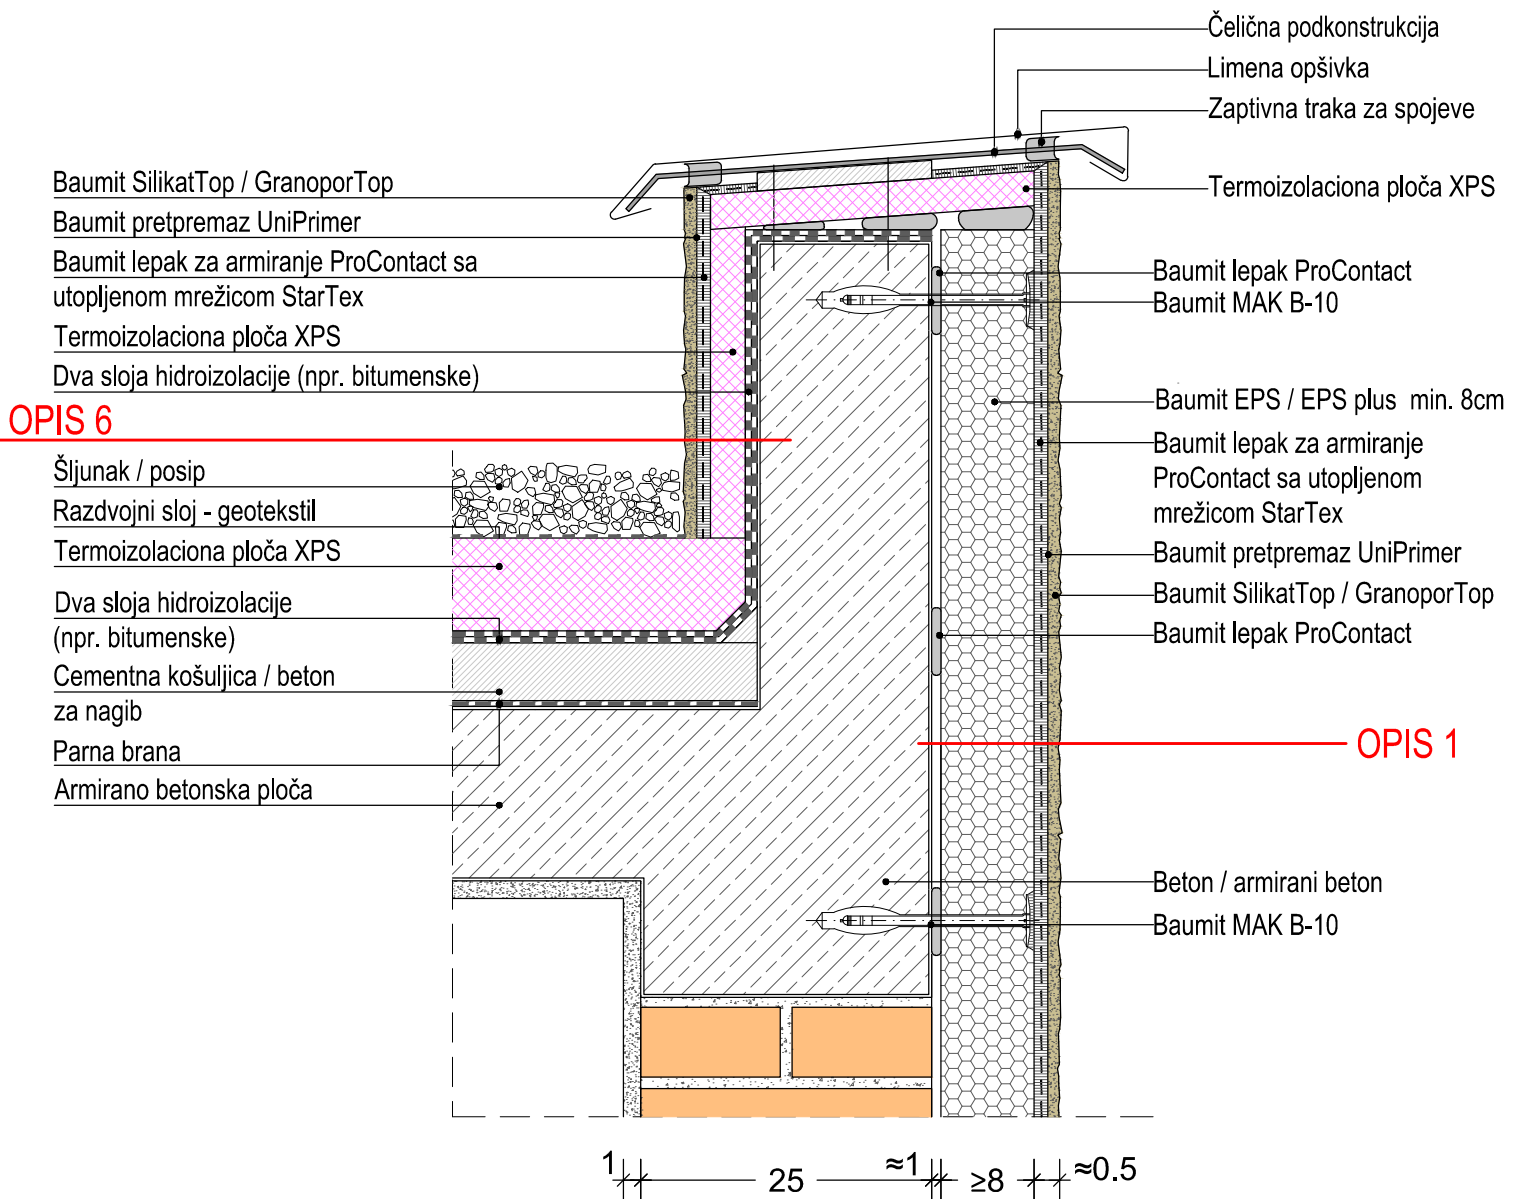 Čelična podkonstrukcija
Limena opšivka
Zaptivna traka za spojeve
Termoizolaciona ploča XPS
Baumit SilikatTop / GranoporTop
Baumit pretpremaz UniPrimer
Baumit lepak za armiranje ProContact sa
utopljenom mrežicom StarTex
Termoizolaciona ploča XPS
Dva sloja hidroizolacije (npr. bitumenske)
OPIS 6
Šljunak / posip
Razdvojni sloj - geotekstil
Termoizolaciona ploča XPS
Dva sloja hidroizolacije
(npr. bitumenske)
Cementna košuljica / beton
za nagib
Parna brana
Armirano betonska ploča
Baumit lepak ProContact
Baumit MAK B-10
Baumit EPS / EPS plus min. 8cm
Baumit lepak za armiranje
ProContact sa utopljenom
mrežicom StarTex
Baumit pretpremaz UniPrimer
Baumit SilikatTop / GranoporTop
Baumit lepak ProContact
OPIS 1
Beton / armirani beton
Baumit MAK B-10
1 25 ≈1 ≥8 ≈0.5